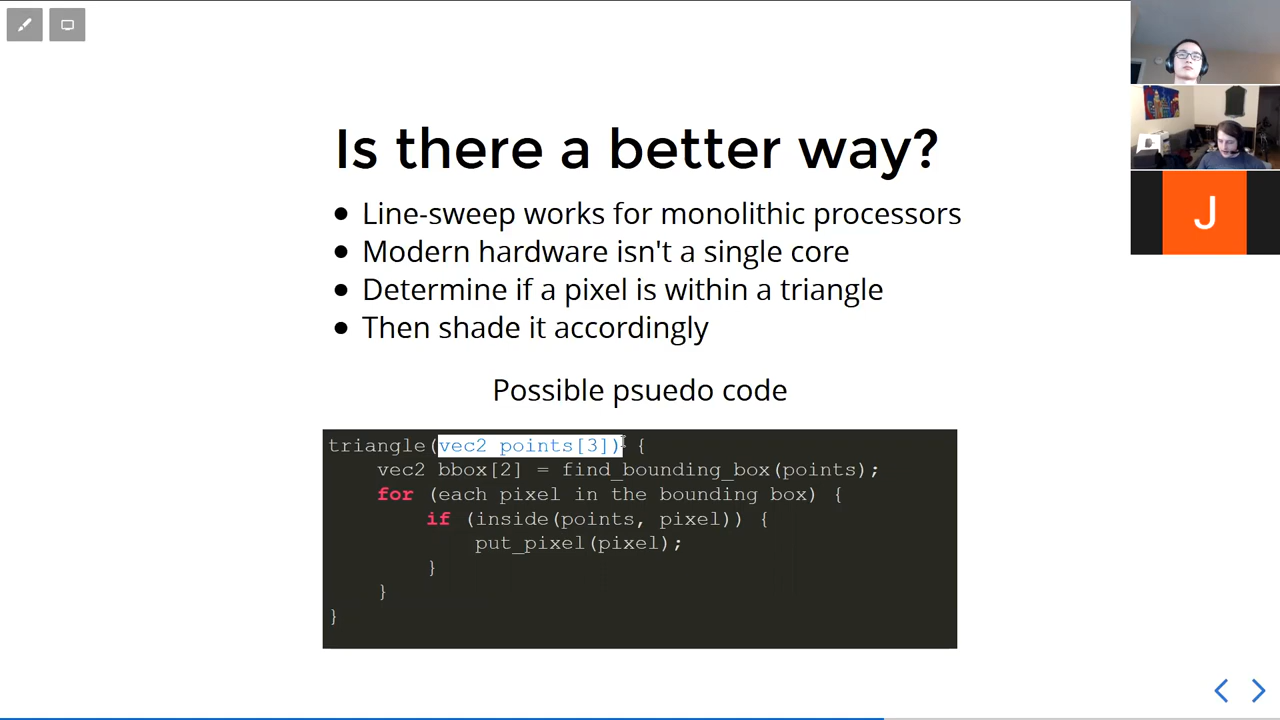 Is there a better way?
Line-sweep works for monolithic processors
Modern hardware isn't a single core
Determine if a pixel is within a triangle
Then shade it accordingly
Possible psuedo code
triangle(vec2 points[3]) {
vec2 bbox[2] = find_bounding_box(points);
for (each pixel in the bounding box) {
if (inside(points, pixel)) {
put_pixel(pixel);
}
}
}
J